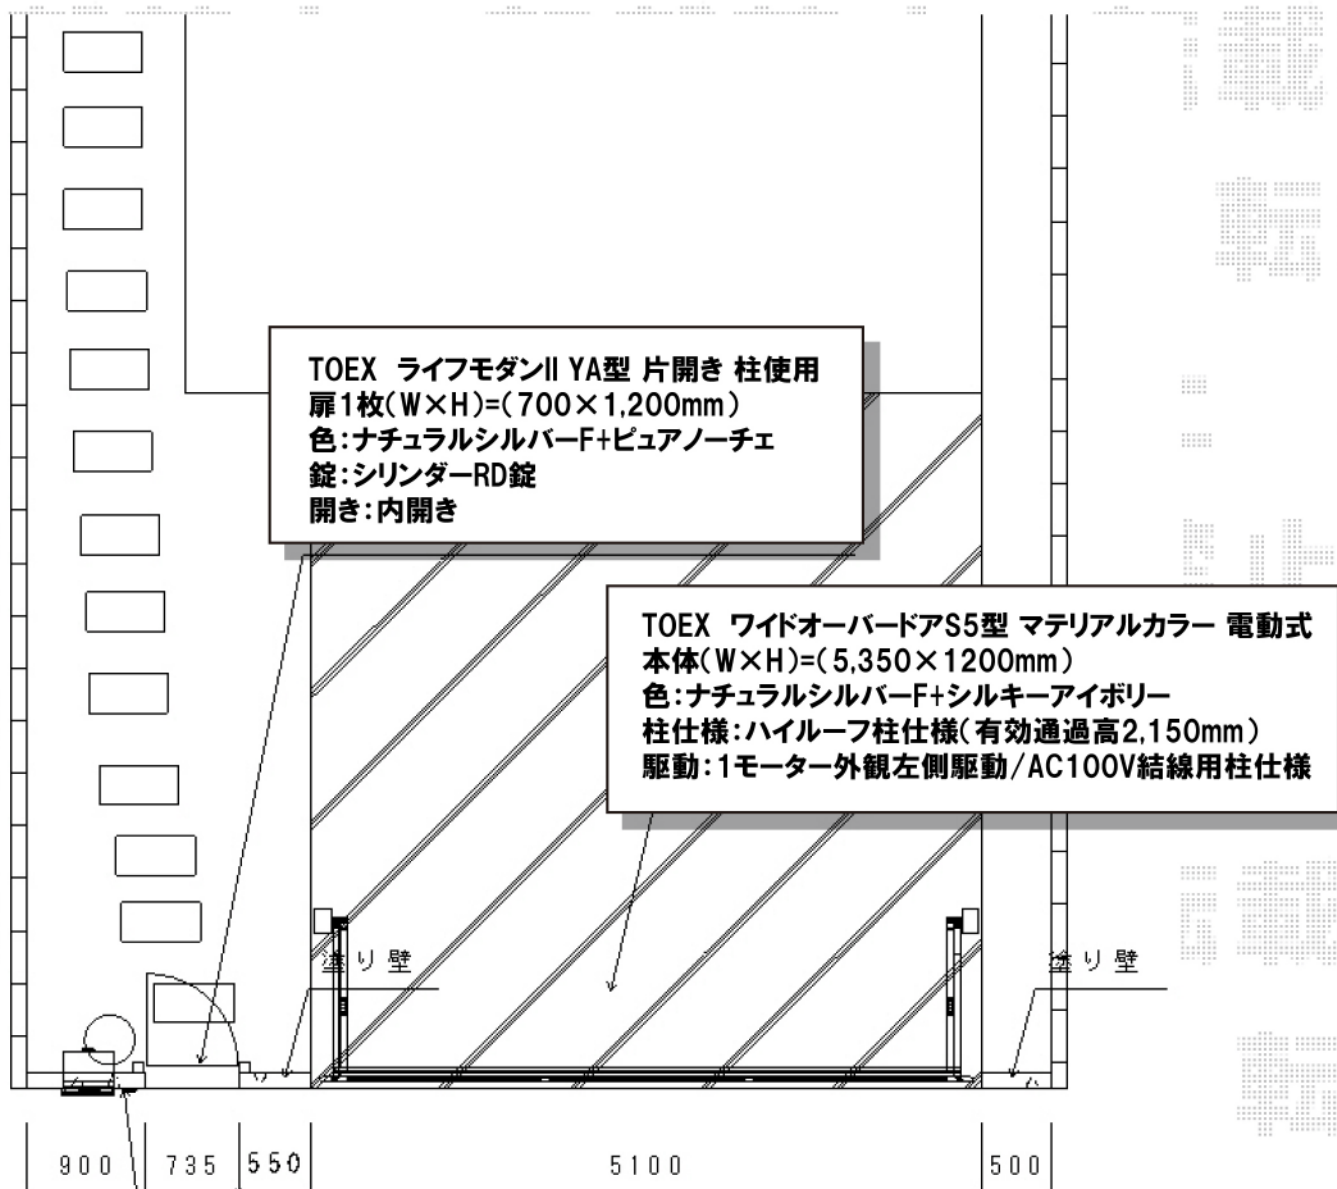 TOEX ライフモダンII YA型 片開き 柱使用
扉1枚(W×H)=(700×1,200mm)
色:ナチュラルシルバーF+ピュアノーチェ
錠:シリンダーRD錠
開き:内開き
TOEX ワイドオーバードアS5型 マテリアルカラー 電動式
本体(W×H)=(5,350×1200mm)
色:ナチュラルシルバーF+シルキーアイボリー
柱仕様:ハイルーフ柱仕様(有効通過高2,150mm)
駆動:1モーター外観左側駆動/AC100V結線用柱仕様
塗り壁
塗り壁
900
735
550
5100
500